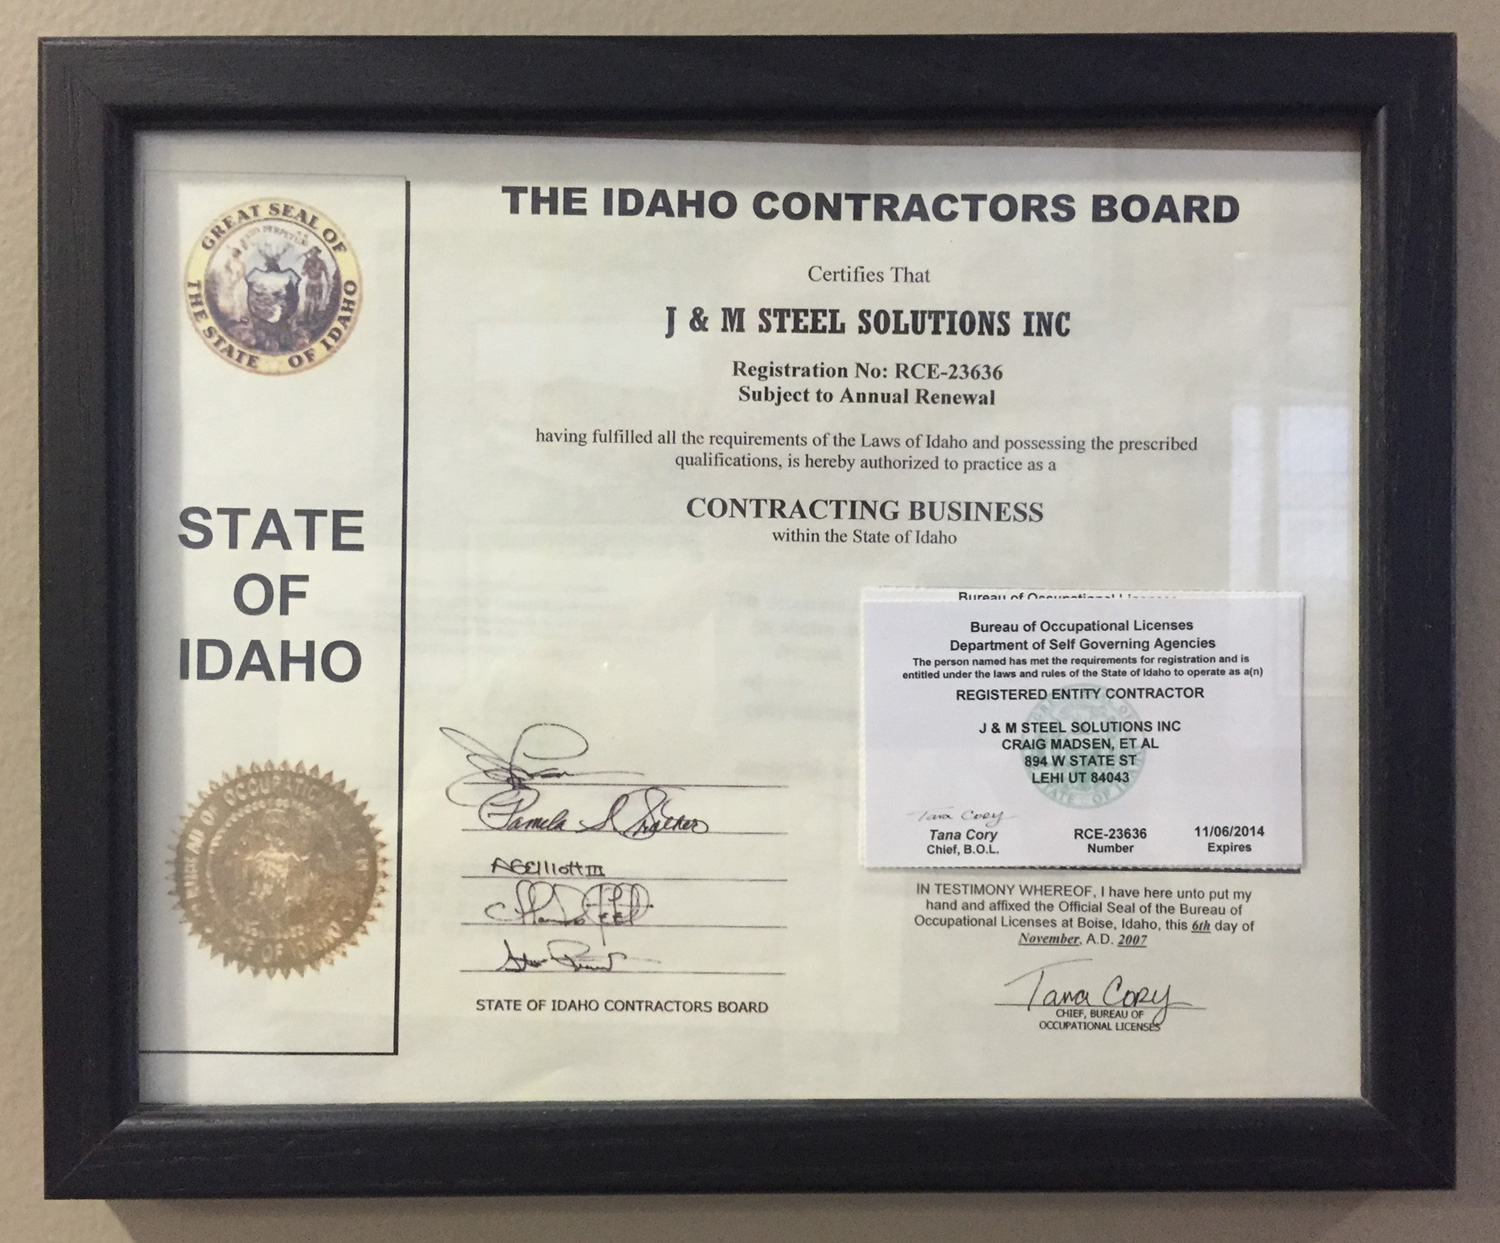 GREAT SEAL OF
THE STATE OF IDAHO
STATE
OF
IDAHO
THE IDAHO CONTRACTORS BOARD
Certifies That
J & M STEEL SOLUTIONS INC
Registration No: RCE-23636
Subject to Annual Renewal
having fulfilled all the requirements of the Laws of Idaho and possessing the prescribed
qualifications, is hereby authorized to practice as a
CONTRACTING BUSINESS
within the State of Idaho
Bureau of Occupational
Bureau of Occupational Licenses
Department of Self Governing Agencies
The person named has met the requirements for registration and is
entitled under the laws and rules of the State of Idaho to operate as a(n)
REGISTERED ENTITY CONTRACTOR
J & M STEEL SOLUTIONS INC
CRAIG MADSEN, ET AL
894 W STATE ST
LEHI UT 84043
Tana Cory
Tana Cory
Chief, B.O.L.
RCE-23636
Number
11/06/2014
Expires
Pamela
AGElliott III
STATE OF IDAHO CONTRACTORS BOARD
IN TESTIMONY WHEREOF, I have here unto put my
hand and affixed the Official Seal of the Bureau of
Occupational Licenses at Boise, Idaho, this 6th day of
November, A.D. 2007
Tana Cory
CHIEF, BUREAU OF
OCCUPATIONAL LICENSES